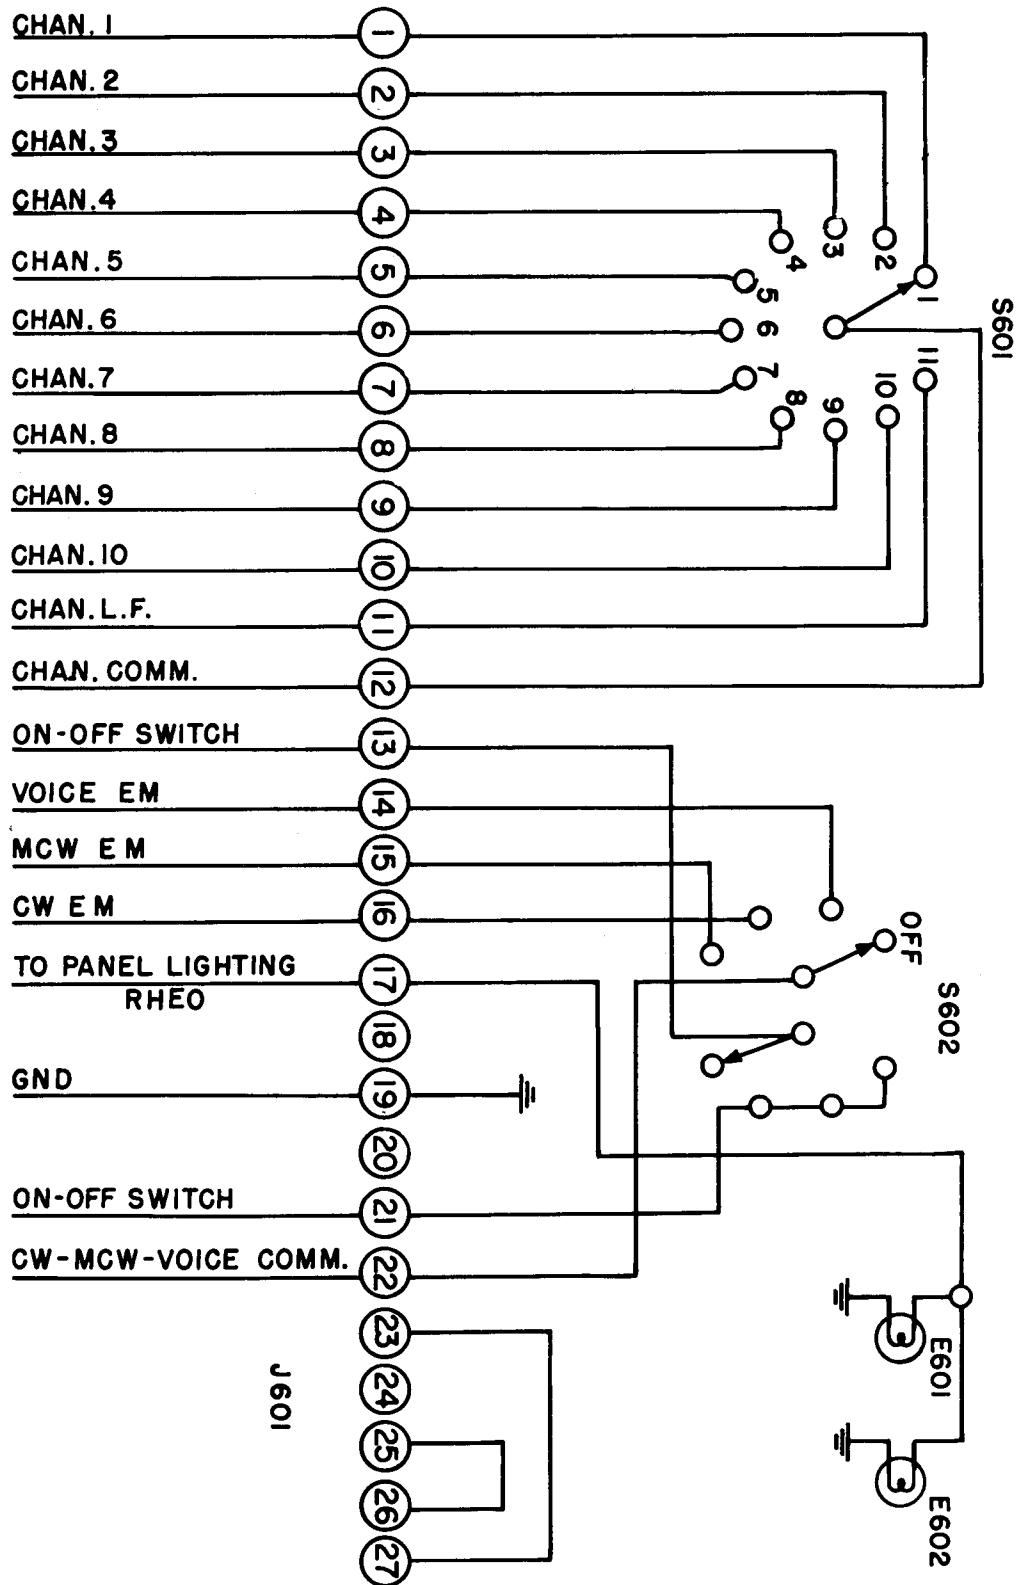 CHAN. 1
1
CHAN. 2
2
CHAN. 3
3
CHAN. 4
4
CHAN. 5
5
CHAN. 6
6
CHAN. 7
7
CHAN. 8
8
CHAN. 9
9
CHAN. 10
10
CHAN. L.F.
11
CHAN. COMM.
12
ON-OFF SWITCH
13
VOICE EM
14
MCW EM
15
CW EM
16
TO PANEL LIGHTING
RHEO
17
18
GND
19
20
ON-OFF SWITCH
21
CW-MCW-VOICE COMM.
22
23
24
25
26
27
J601
S601
1
2
3
4
5
6
7
8
9
10
11
S602
OFF
E601
E602